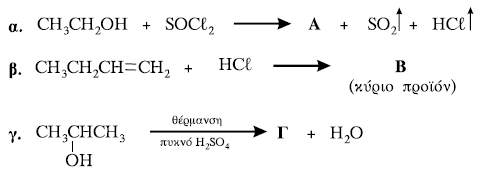 α. CH₃CH₂OH + SOCℓ₂ ⟶ A + SO₂↑ + HCℓ↑
β. CH₃CH₂CH=CH₂ + HCℓ ⟶ B
(κύριο προϊόν)
γ. CH₃CHCH₃ θέρμανση ⟶ Γ + H₂O
πυκνό H₂SO₄
OH